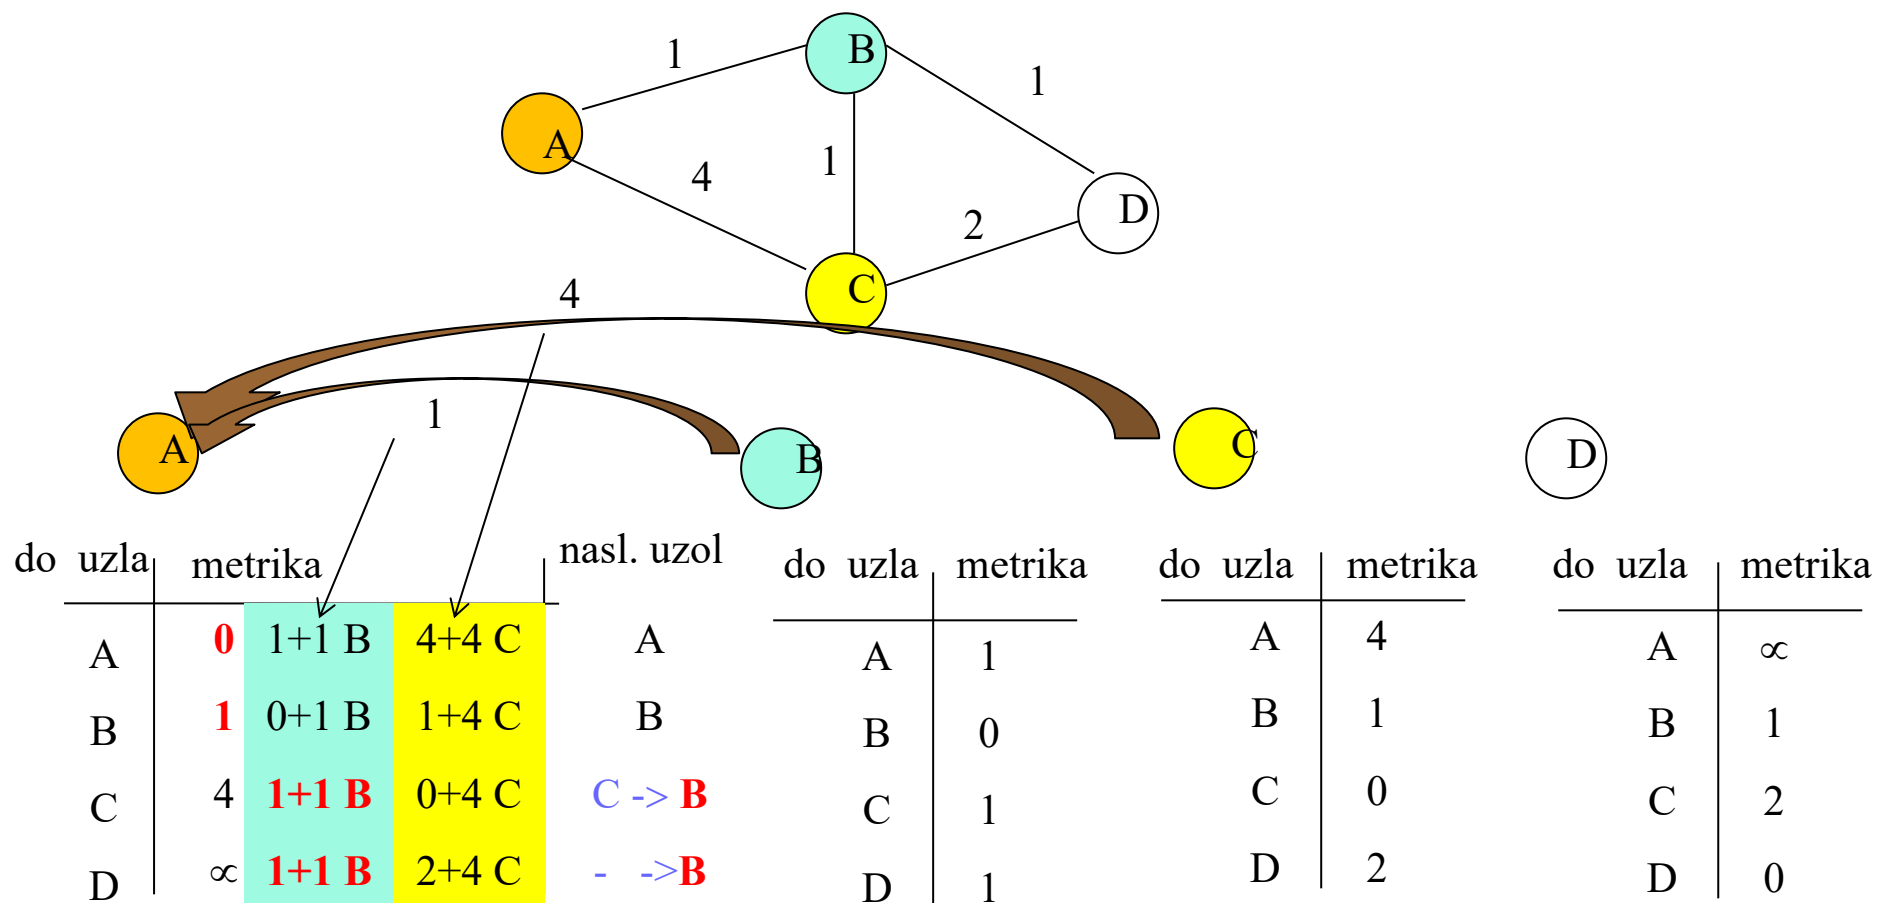 B
1
1
A
1
4
D
2
C
4
1
A
B
C
D
do uzla metrika nasl. uzol
A 0 1+1 B 4+4 C A
B 1 0+1 B 1+4 C B
C 4 1+1 B 0+4 C C -> B
D ∝ 1+1 B 2+4 C - ->B
do uzla metrika
A 1
B 0
C 1
D 1
do uzla metrika
A 4
B 1
C 0
D 2
do uzla metrika
A ∝
B 1
C 2
D 0